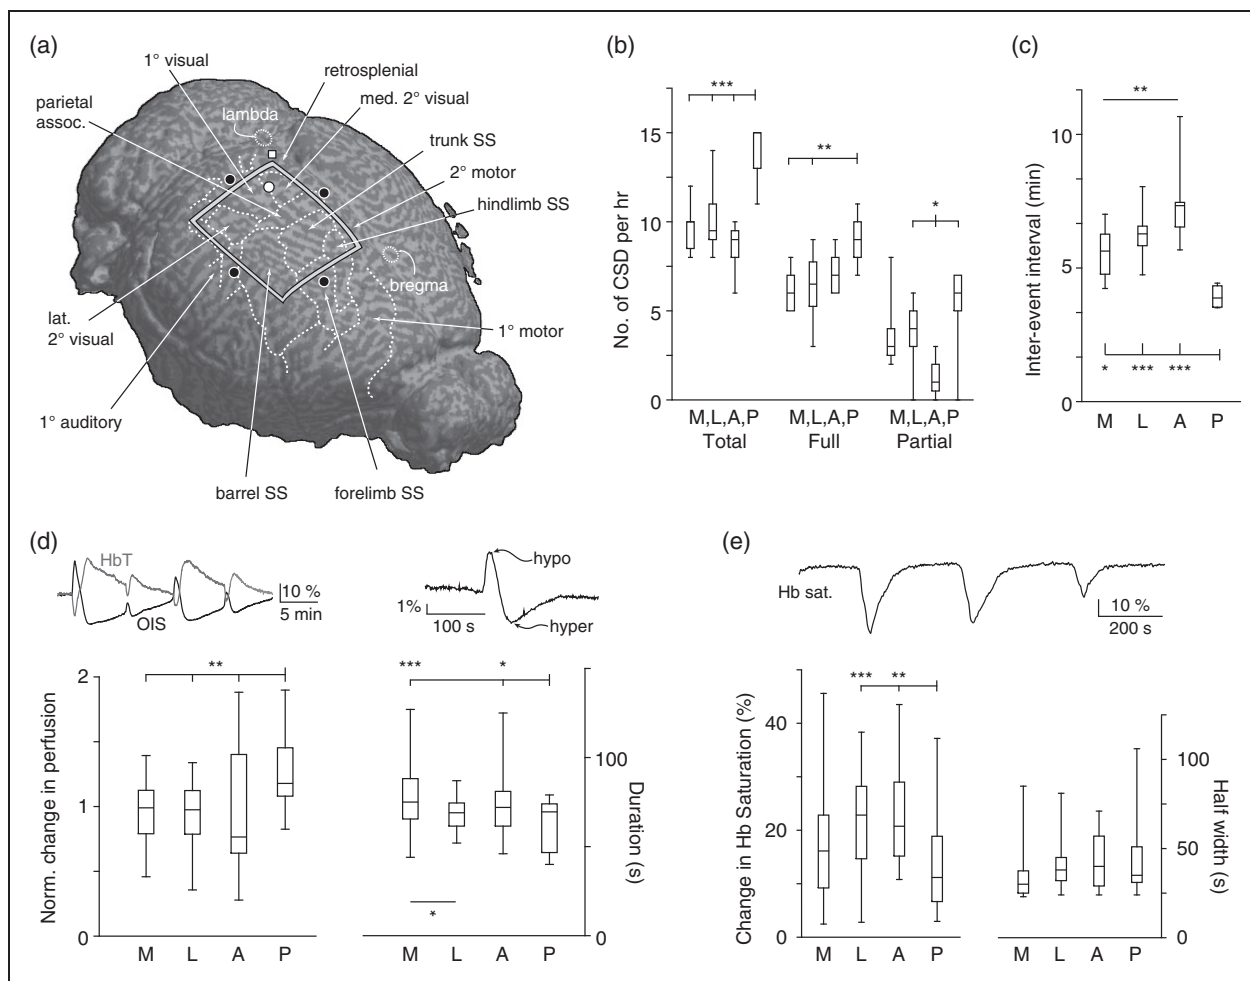 (a)
1° visual
retrosplenial
parietal
assoc.
lambda
med. 2° visual
trunk SS
2° motor
hindlimb SS
bregma
lat.
2° visual
1° motor
1° auditory
barrel SS
forelimb SS
(b)
No. of CSD per hr
15
10
5
0
***
**
*
M,L,A,P
Total
M,L,A,P
Full
M,L,A,P
Partial
(c)
Inter-event interval (min)
10
5
0
**
* *** ***
M L A P
(d)
HbT
OIS
10 %
5 min
hypo
hyper
1%
100 s
Norm. change in perfusion
2
1
0
**
M L A P
*** *
*
Duration (s)
100
0
M L A P
(e)
Hb sat.
10 %
200 s
Change in Hb Saturation (%)
40
20
0
*** **
M L A P
Half width (s)
100
50
0
M L A P